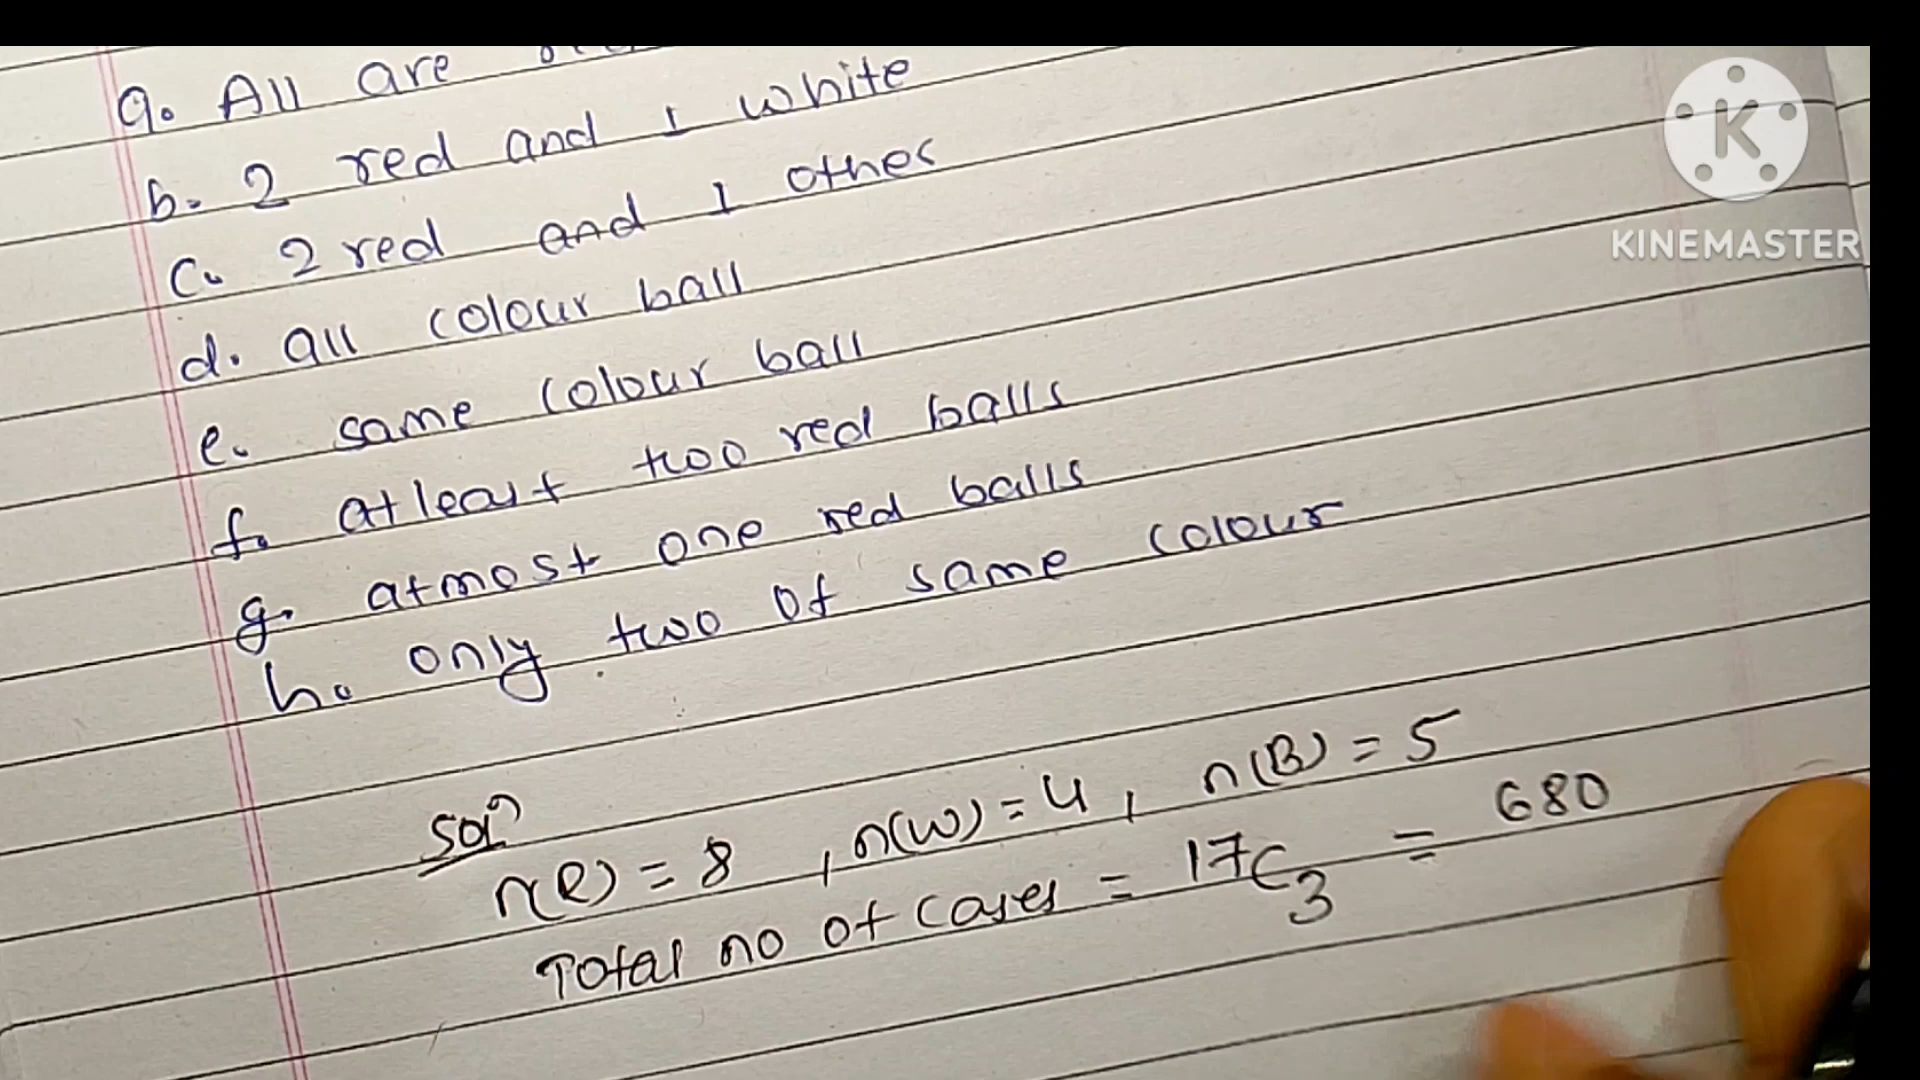 a. All are
b. 2 red and 1 white
c. 2 red and 1 other
d. all colour ball
e. same colour ball
f. atleast two red balls
g. atmost one red balls
h. only two of same colour
Solⁿ
n(R) = 8 , n(W) = 4 , n(B) = 5
Total no of cases = 17C3 = 680
K
KINEMASTER